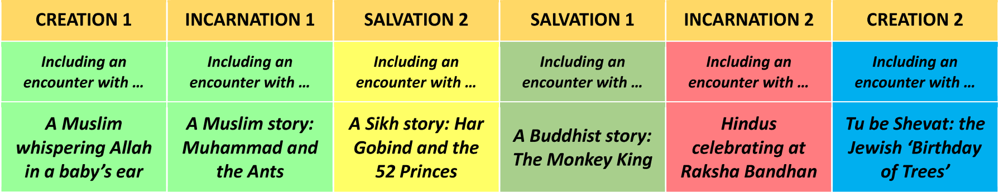 CREATION 1
INCARNATION 1
SALVATION 2
SALVATION 1
INCARNATION 2
CREATION 2
Including an
encounter with …
Including an
encounter with …
Including an
encounter with …
Including an
encounter with …
Including an
encounter with …
Including an
encounter with …
A Muslim
whispering Allah
in a baby’s ear
A Muslim story:
Muhammad and
the Ants
A Sikh story: Har
Gobind and the
52 Princes
A Buddhist story:
The Monkey King
Hindus
celebrating at
Raksha Bandhan
Tu be Shevat: the
Jewish ‘Birthday
of Trees’